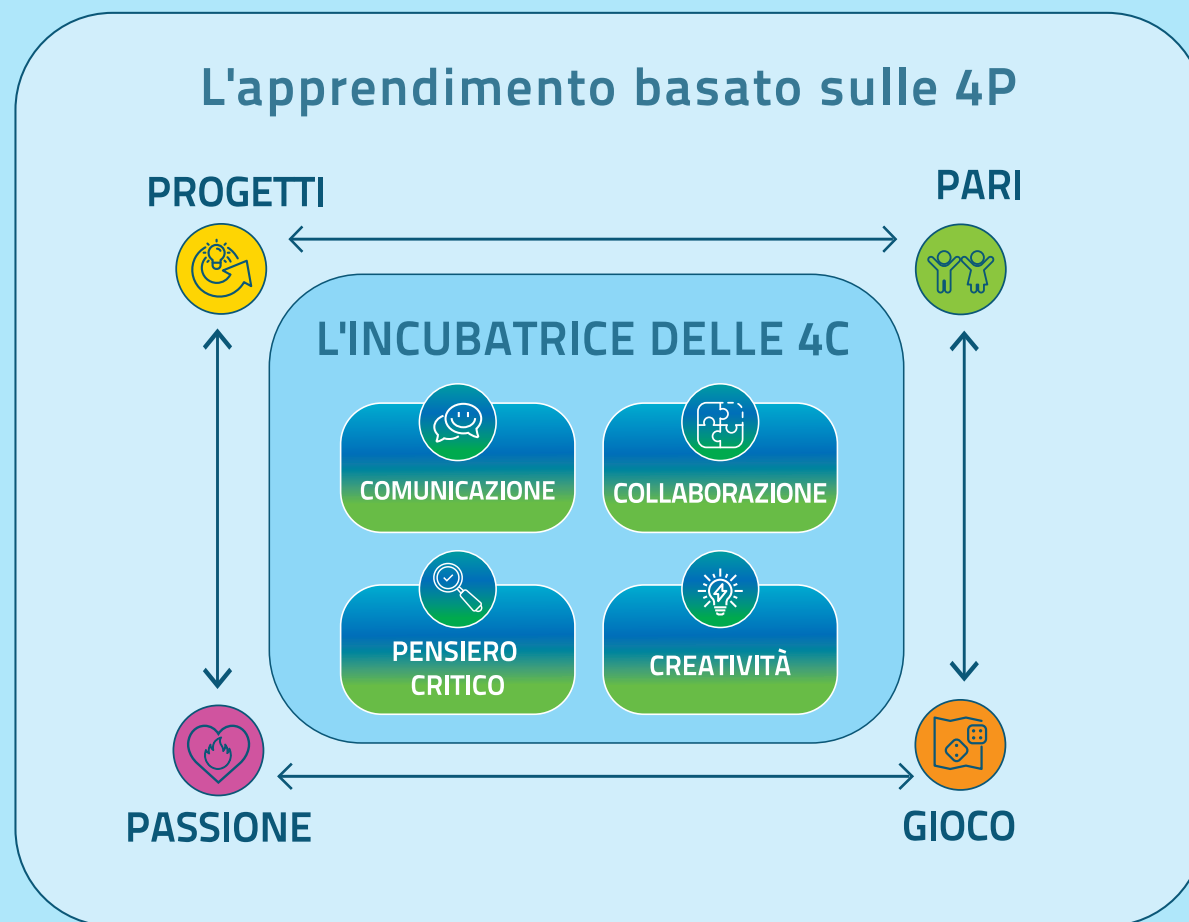 L'apprendimento basato sulle 4P
PROGETTI
PARI
L'INCUBATRICE DELLE 4C
COMUNICAZIONE
COLLABORAZIONE
PENSIERO
CRITICO
CREATIVITÀ
PASSIONE
GIOCO